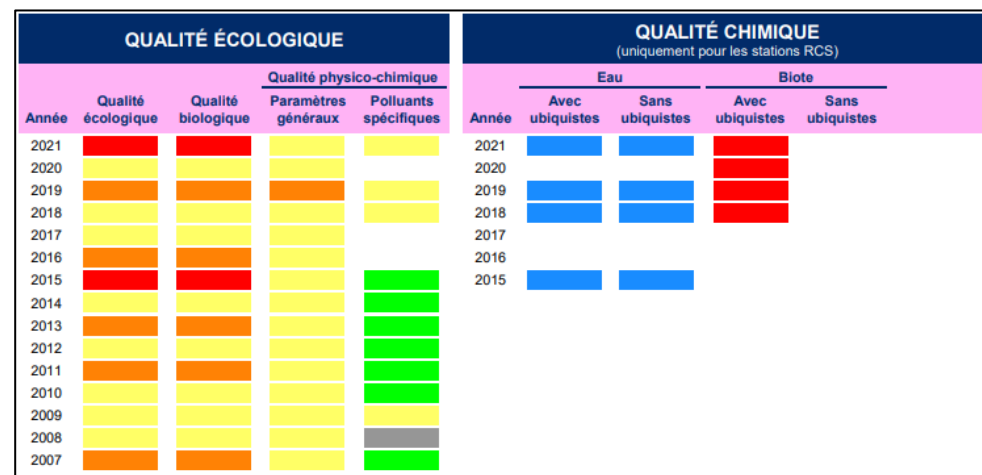 QUALITÉ ÉCOLOGIQUE
Qualité physico-chimique
Année
Qualité écologique
Qualité biologique
Paramètres généraux
Polluants spécifiques
2021
2020
2019
2018
2017
2016
2015
2014
2013
2012
2011
2010
2009
2008
2007
QUALITÉ CHIMIQUE
(uniquement pour les stations RCS)
Eau
Biote
Année
Avec ubiquistes
Sans ubiquistes
Avec ubiquistes
Sans ubiquistes
2021
2020
2019
2018
2017
2016
2015